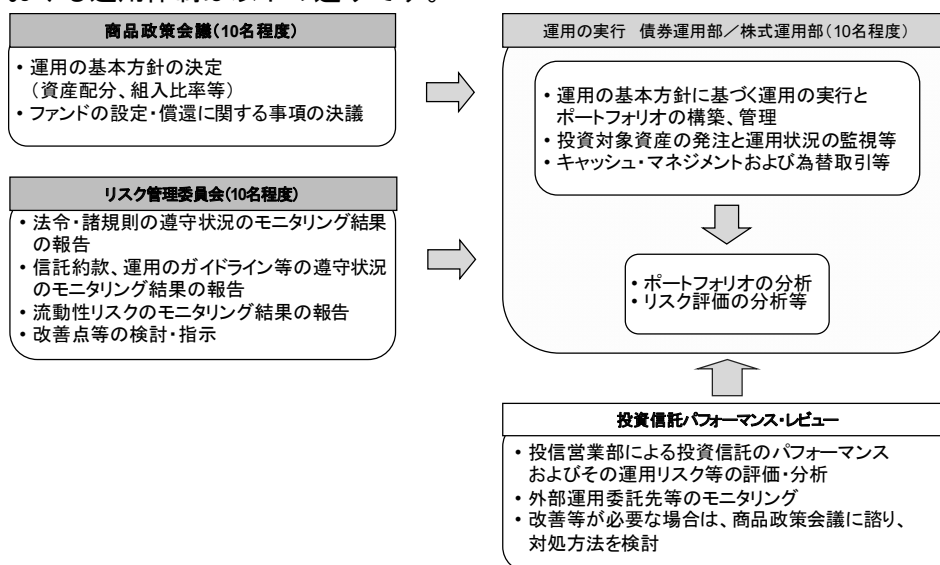 商品政策会議(10名程度)
・運用の基本方針の決定
（資産配分、組入比率等）
・ファンドの設定・償還に関する事項の決議
リスク管理委員会(10名程度)
・法令・諸規則の遵守状況のモニタリング結果
の報告
・信託約款、運用のガイドライン等の遵守状況
のモニタリング結果の報告
・流動性リスクのモニタリング結果の報告
・改善点等の検討・指示
運用の実行　債券運用部／株式運用部(10名程度)
・運用の基本方針に基づく運用の実行と
ポートフォリオの構築、管理
・投資対象資産の発注と運用状況の監視等
・キャッシュ・マネジメントおよび為替取引等
・ポートフォリオの分析
・リスク評価の分析等
投資信託パフォーマンス・レビュー
・投信営業部による投資信託のパフォーマンス
およびその運用リスク等の評価・分析
・外部運用委託先等のモニタリング
・改善等が必要な場合は、商品政策会議に諮り、
対処方法を検討